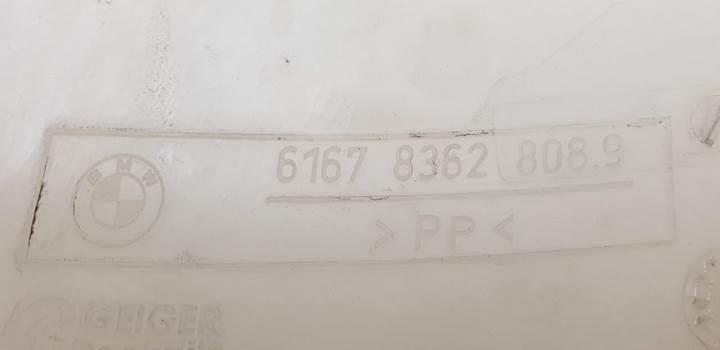 BMW
6167 8362 808.9
>PP<
GEIGER